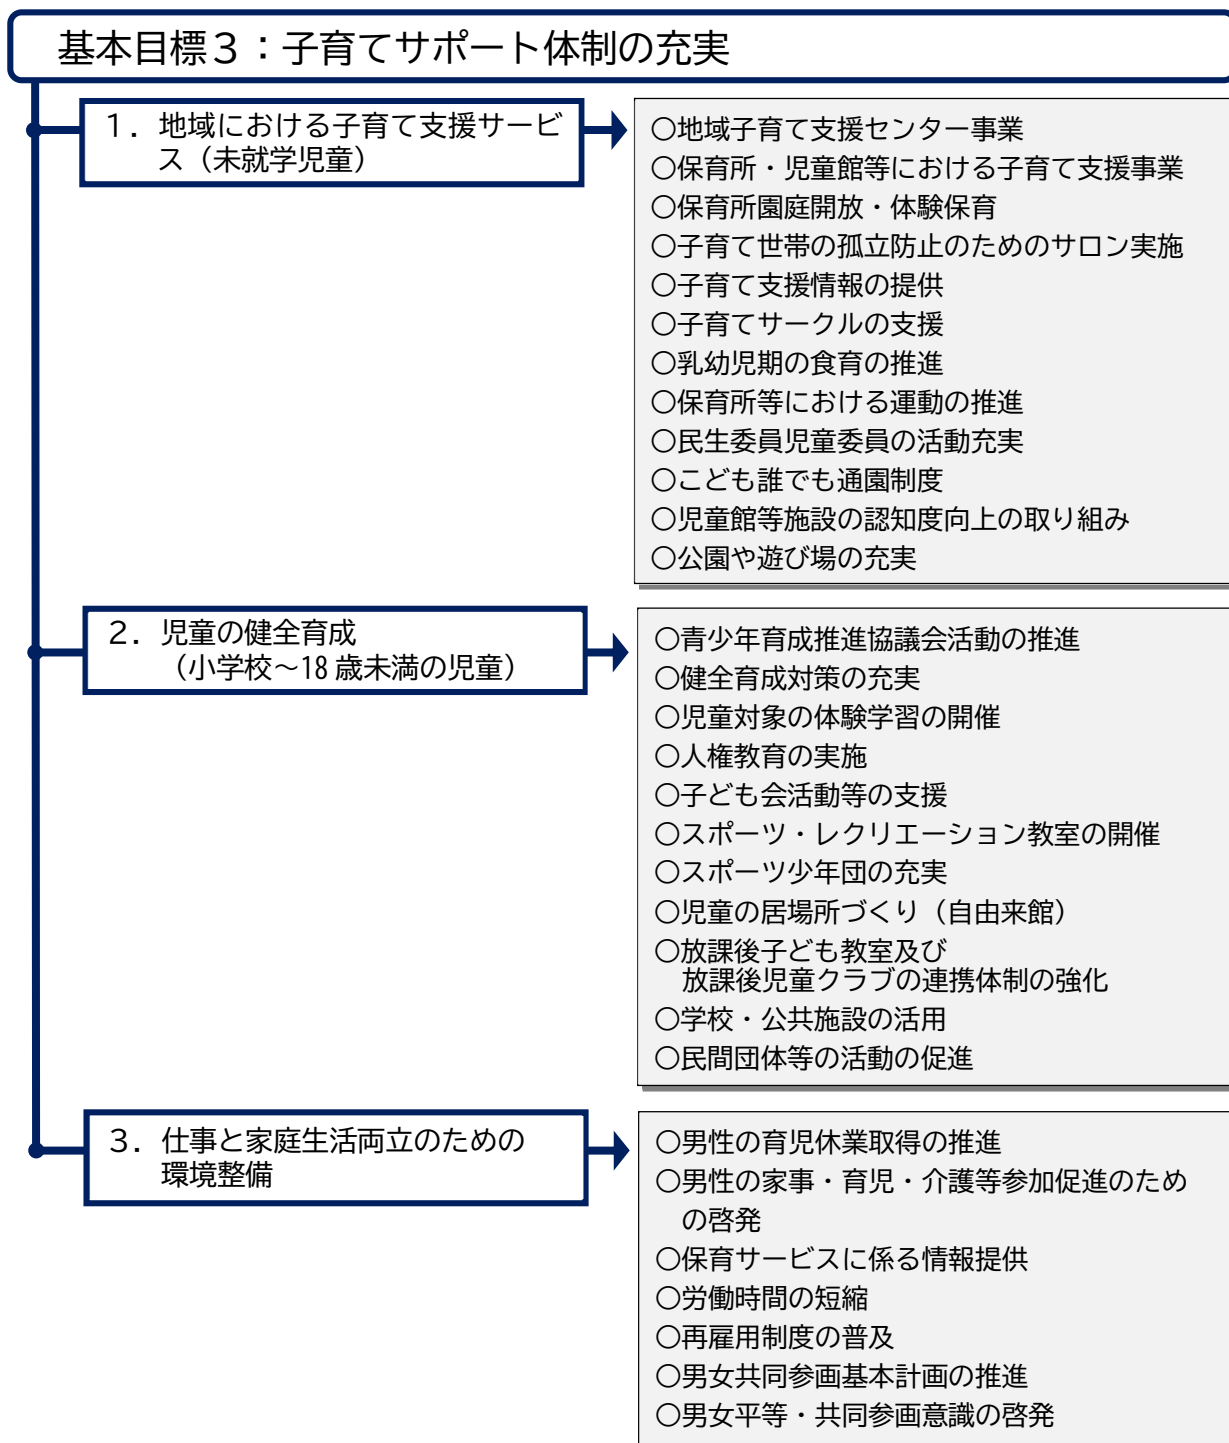 基本目標３：子育てサポート体制の充実
１．地域における子育て支援サービ
ス（未就学児童）
○地域子育て支援センター事業
○保育所・児童館等における子育て支援事業
○保育所園庭開放・体験保育
○子育て世帯の孤立防止のためのサロン実施
○子育て支援情報の提供
○子育てサークルの支援
○乳幼児期の食育の推進
○保育所等における運動の推進
○民生委員児童委員の活動充実
○こども誰でも通園制度
○児童館等施設の認知度向上の取り組み
○公園や遊び場の充実
２．児童の健全育成
（小学校～18 歳未満の児童）
○青少年育成推進協議会活動の推進
○健全育成対策の充実
○児童対象の体験学習の開催
○人権教育の実施
○子ども会活動等の支援
○スポーツ・レクリエーション教室の開催
○スポーツ少年団の充実
○児童の居場所づくり（自由来館）
○放課後子ども教室及び
放課後児童クラブの連携体制の強化
○学校・公共施設の活用
○民間団体等の活動の促進
３．仕事と家庭生活両立のための
環境整備
○男性の育児休業取得の推進
○男性の家事・育児・介護等参加促進のため
の啓発
○保育サービスに係る情報提供
○労働時間の短縮
○再雇用制度の普及
○男女共同参画基本計画の推進
○男女平等・共同参画意識の啓発